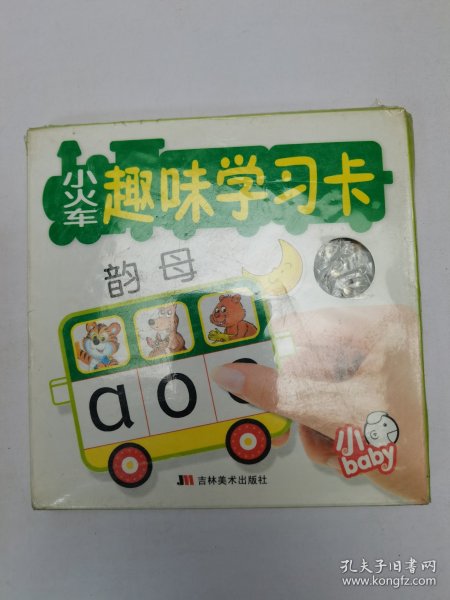 小火车
趣味学习卡
韵母
ɑ o e
小
baby
JM 吉林美术出版社
孔夫子旧书网
www.kongfz.com